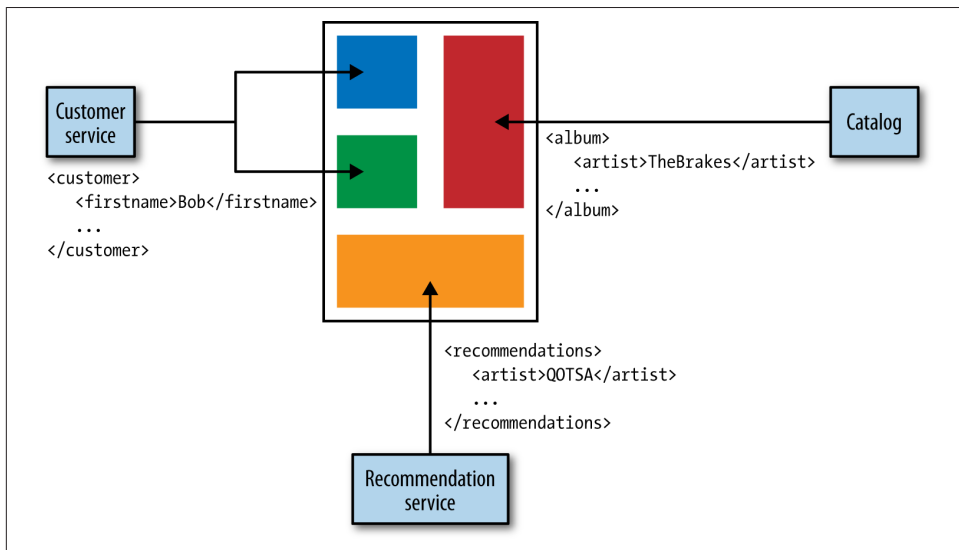 Customer
service
<customer>
<firstname>Bob</firstname>
...
</customer>
Catalog
<album>
<artist>TheBrakes</artist>
...
</album>
<recommendations>
<artist>QOTSA</artist>
...
</recommendations>
Recommendation
service